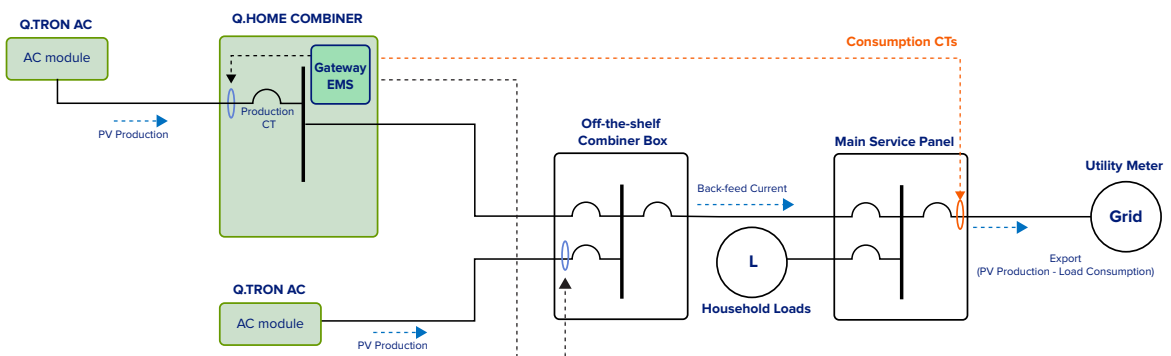 Q.TRON AC
AC module
PV Production
Q.HOME COMBINER
Gateway
EMS
Production
CT
Consumption CTs
Off-the-shelf
Combiner Box
Main Service Panel
Back-feed Current
L
Household Loads
Utility Meter
Grid
Export
(PV Production - Load Consumption)
Q.TRON AC
AC module
PV Production